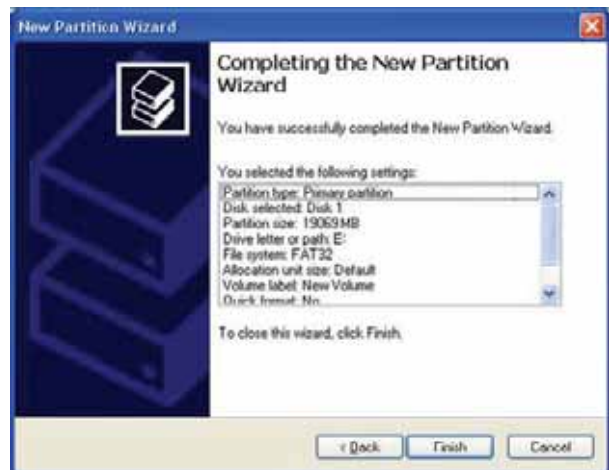 New Partition Wizard
Completing the New Partition
Wizard
You have successfully completed the New Partition Wizard.
You selected the following settings:
Partition type: Primary partition
Disk selected: Disk 1
Partition size: 19069 MB
Drive letter or path: E:
File system: FAT32
Allocation unit size: Default
Volume label: New Volume
Quick format: No
To close this wizard, click Finish.
< Back
Finish
Cancel